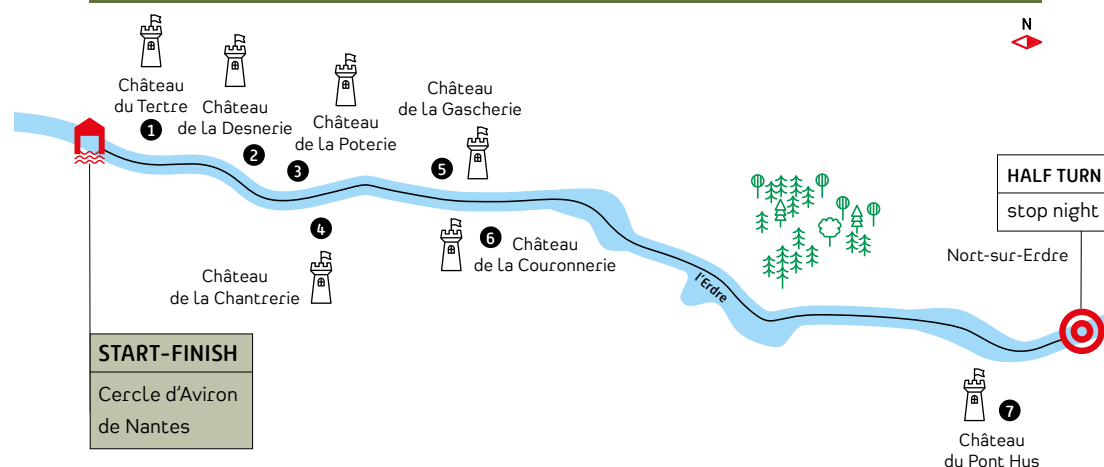 N
Château
du Tertre
1
Château
de la Desnerie
2
Château
de la Poterie
3
Château
de la Gascherie
5
4
Château
de la Chantrerie
6
Château
de la Couronnerie
l'Erdre
HALF TURN
stop night
Nort-sur-Erdre
START-FINISH
Cercle d'Aviron
de Nantes
7
Château
du Pont Hus